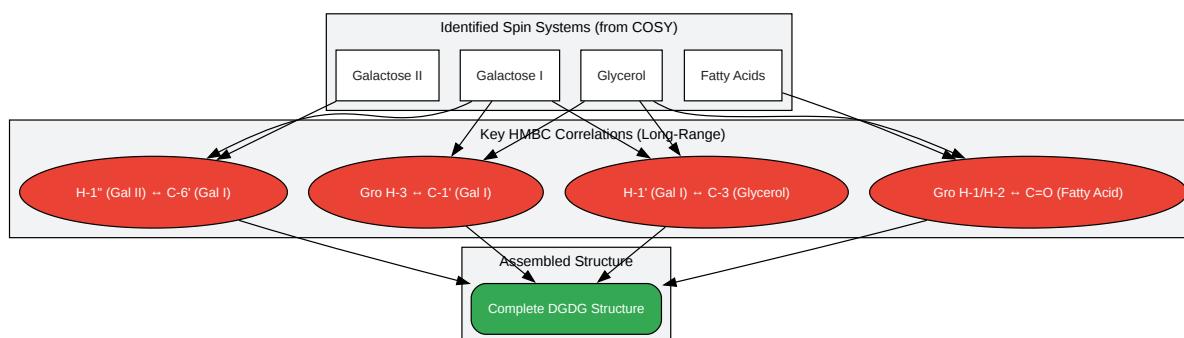 Identified Spin Systems (from COSY)
Galactose II
Galactose I
Glycerol
Fatty Acids
Key HMBC Correlations (Long-Range)
H-1" (Gal II) ↔ C-6' (Gal I)
Gro H-3 ↔ C-1' (Gal I)
H-1' (Gal I) ↔ C-3 (Glycerol)
Gro H-1/H-2 ↔ C=O (Fatty Acid)
Assembled Structure
Complete DGDG Structure